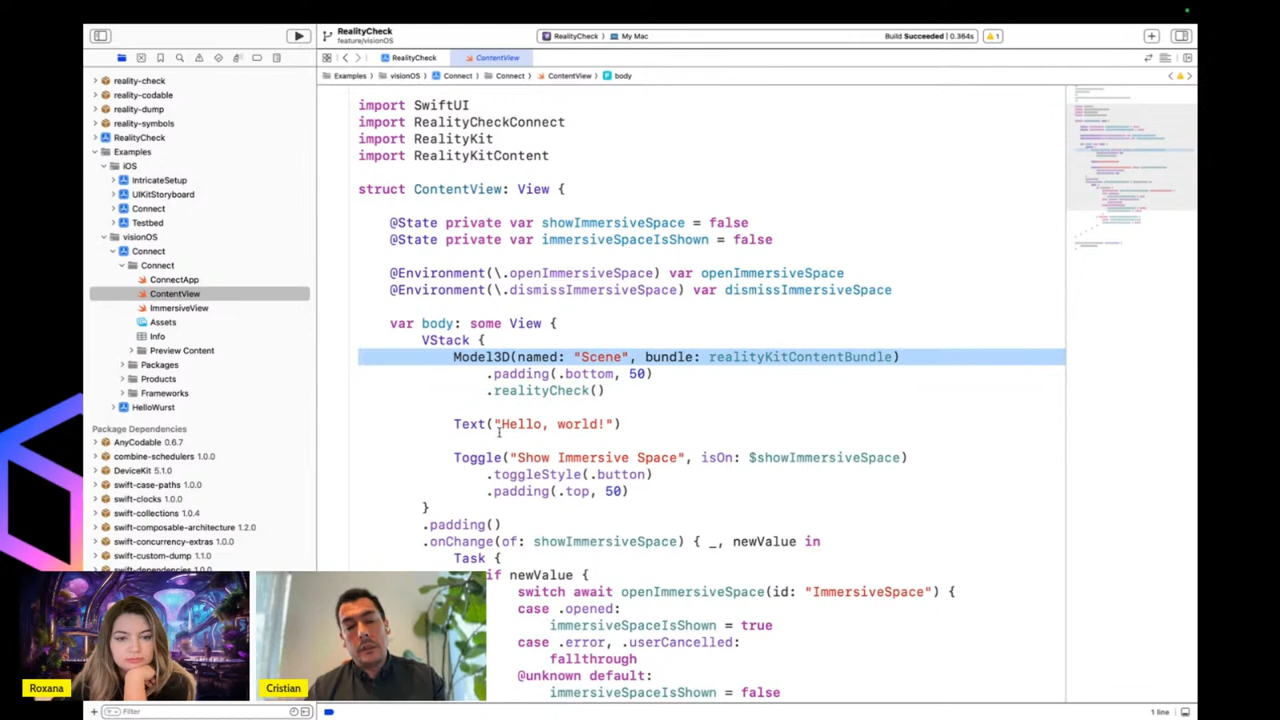 RealityCheck
feature/visionOS
RealityCheck
My Mac
Build Succeeded | 0.364s
1
RealityCheck
ContentView
Examples
visionOS
Connect
Connect
ContentView
body
reality-check
reality-codable
reality-dump
reality-symbols
RealityCheck
Examples
iOS
IntricateSetup
UIKitStoryboard
Connect
Testbed
visionOS
Connect
Connect
ConnectApp
ContentView
ImmersiveView
Assets
Info
Preview Content
Packages
Products
Frameworks
HelloWurst
Package Dependencies
AnyCodable 0.6.7
combine-schedulers 1.0.0
DeviceKit 5.1.0
swift-case-paths 1.0.0
swift-clocks 1.0.0
swift-collections 1.0.4
swift-composable-architecture 1.2.0
swift-concurrency-extras 1.0.0
swift-custom-dump 1.1.0
swift-dependencies 1.0.0
import SwiftUI
import RealityCheckConnect
import RealityKit
import RealityKitContent
struct ContentView: View {
@State private var showImmersiveSpace = false
@State private var immersiveSpaceIsShown = false
@Environment(\.openImmersiveSpace) var openImmersiveSpace
@Environment(\.dismissImmersiveSpace) var dismissImmersiveSpace
var body: some View {
VStack {
Model3D(named: "Scene", bundle: realityKitContentBundle)
.padding(.bottom, 50)
.realityCheck()
Text("Hello, world!")
Toggle("Show Immersive Space", isOn: $showImmersiveSpace)
.toggleStyle(.button)
.padding(.top, 50)
}
.padding()
.onChange(of: showImmersiveSpace) { _, newValue in
Task {
if newValue {
switch await openImmersiveSpace(id: "ImmersiveSpace") {
case .opened:
immersiveSpaceIsShown = true
case .error, .userCancelled:
fallthrough
@unknown default:
immersiveSpaceIsShown = false
Roxana
Cristian
Filter
1 line